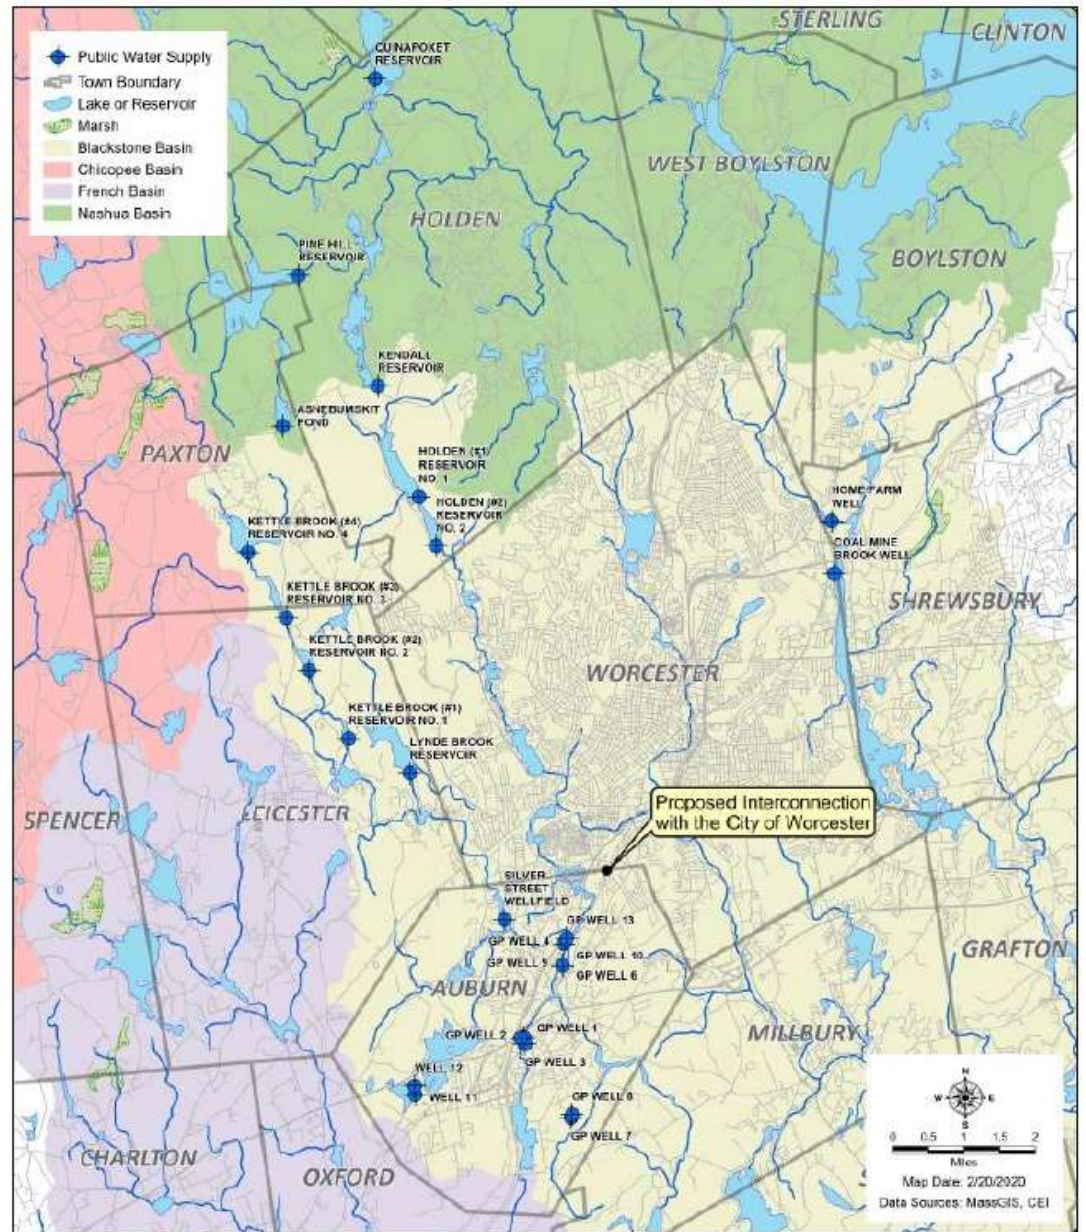 Public Water Supply
Town Boundary
Lake or Reservoir
Marsh
Blackstone Basin
Chicopee Basin
French Basin
Nashua Basin
QUINAPOXET
RESERVOIR
STERLING
CLINTON
WEST BOYLSTON
HOLDEN
BOYLSTON
PINE HILL
RESERVOIR
KENDALL
RESERVOIR
ASNEBUMSKIT
POND
PAXTON
HOLDEN (#1)
RESERVOIR
NO. 1
HOLDEN (#2)
RESERVOIR
NO. 2
HOME FARM
WELL
COAL MINE
BROOK WELL
KETTLE BROOK (#4)
RESERVOIR NO. 4
KETTLE BROOK (#3)
RESERVOIR NO. 3
KETTLE BROOK (#2)
RESERVOIR NO. 2
SHREWSBURY
WORCESTER
KETTLE BROOK (#1)
RESERVOIR NO. 1
LYNDE BROOK
RESERVOIR
SPENCER
LEICESTER
Proposed Interconnection
with the City of Worcester
SILVER
STREET
WELLFIELD
GP WELL 13
GP WELL 4
GP WELL 10
GP WELL 5
GP WELL 6
GRAFTON
AUBURN
GP WELL 1
GP WELL 2
GP WELL 3
MILLBURY
WELL 12
WELL 11
GP WELL 8
GP WELL 7
CHARLTON
OXFORD
S
N
W E
S
0 0.5 1 1.5 2
Miles
Map Date: 2/20/2020
Data Sources: MassGIS, CEI